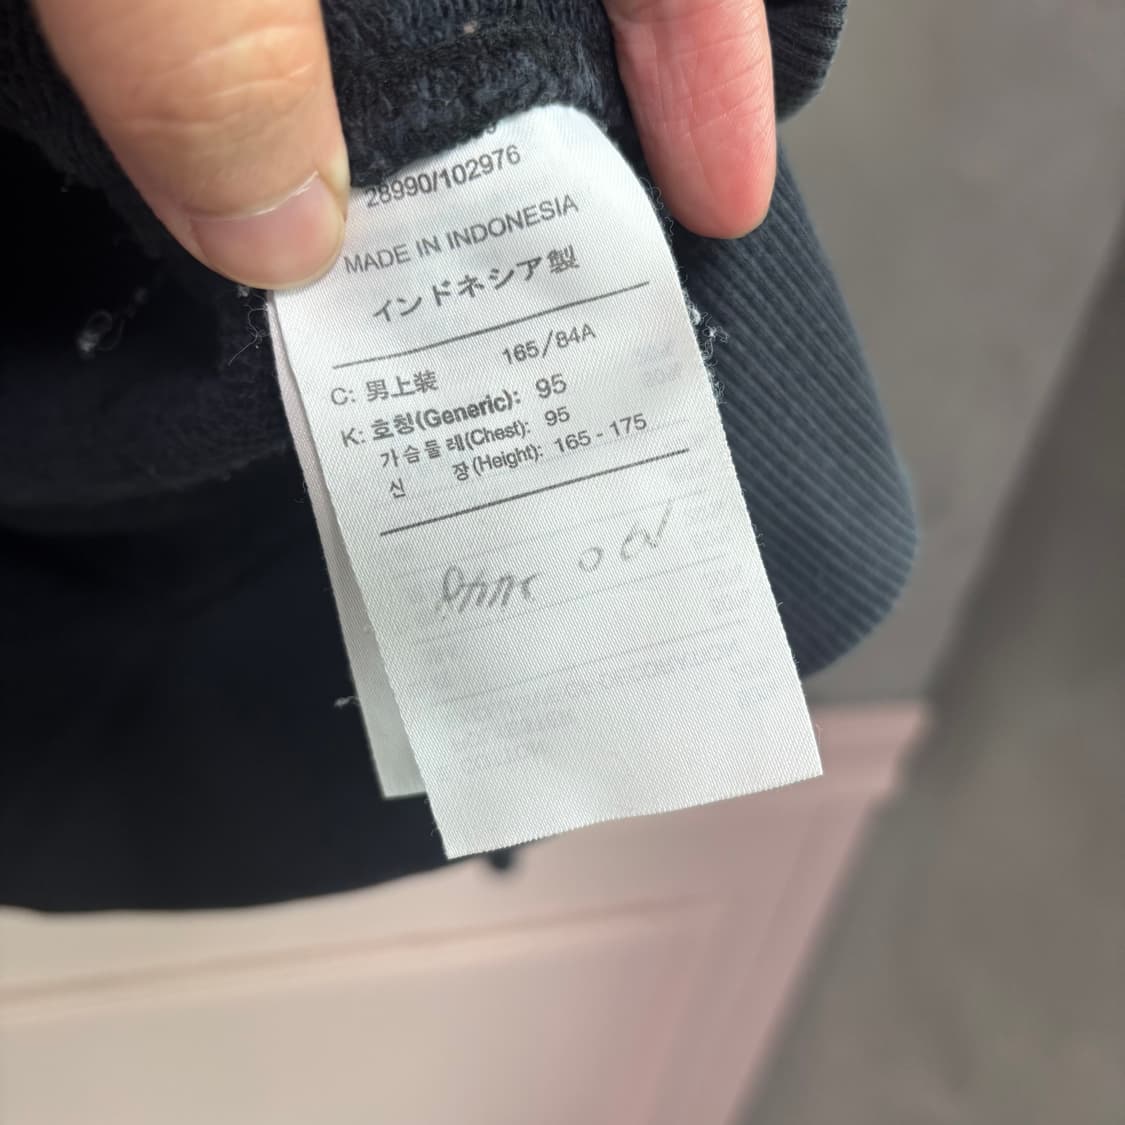 28990/102976
MADE IN INDONESIA
インドネシア製
165/84A
C: 男上装
K: 호칭(Generic): 95
가슴둘레(Chest): 95
신 장(Height): 165 - 175